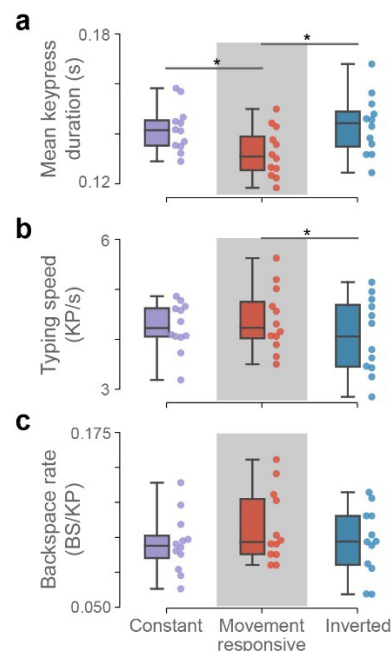 a
Mean keypress
duration (s)
0.18
0.12
*
*
b
Typing speed
(KP/s)
6
3
*
c
Backspace rate
(BS/KP)
0.175
0.050
Constant
Movement
responsive
Inverted